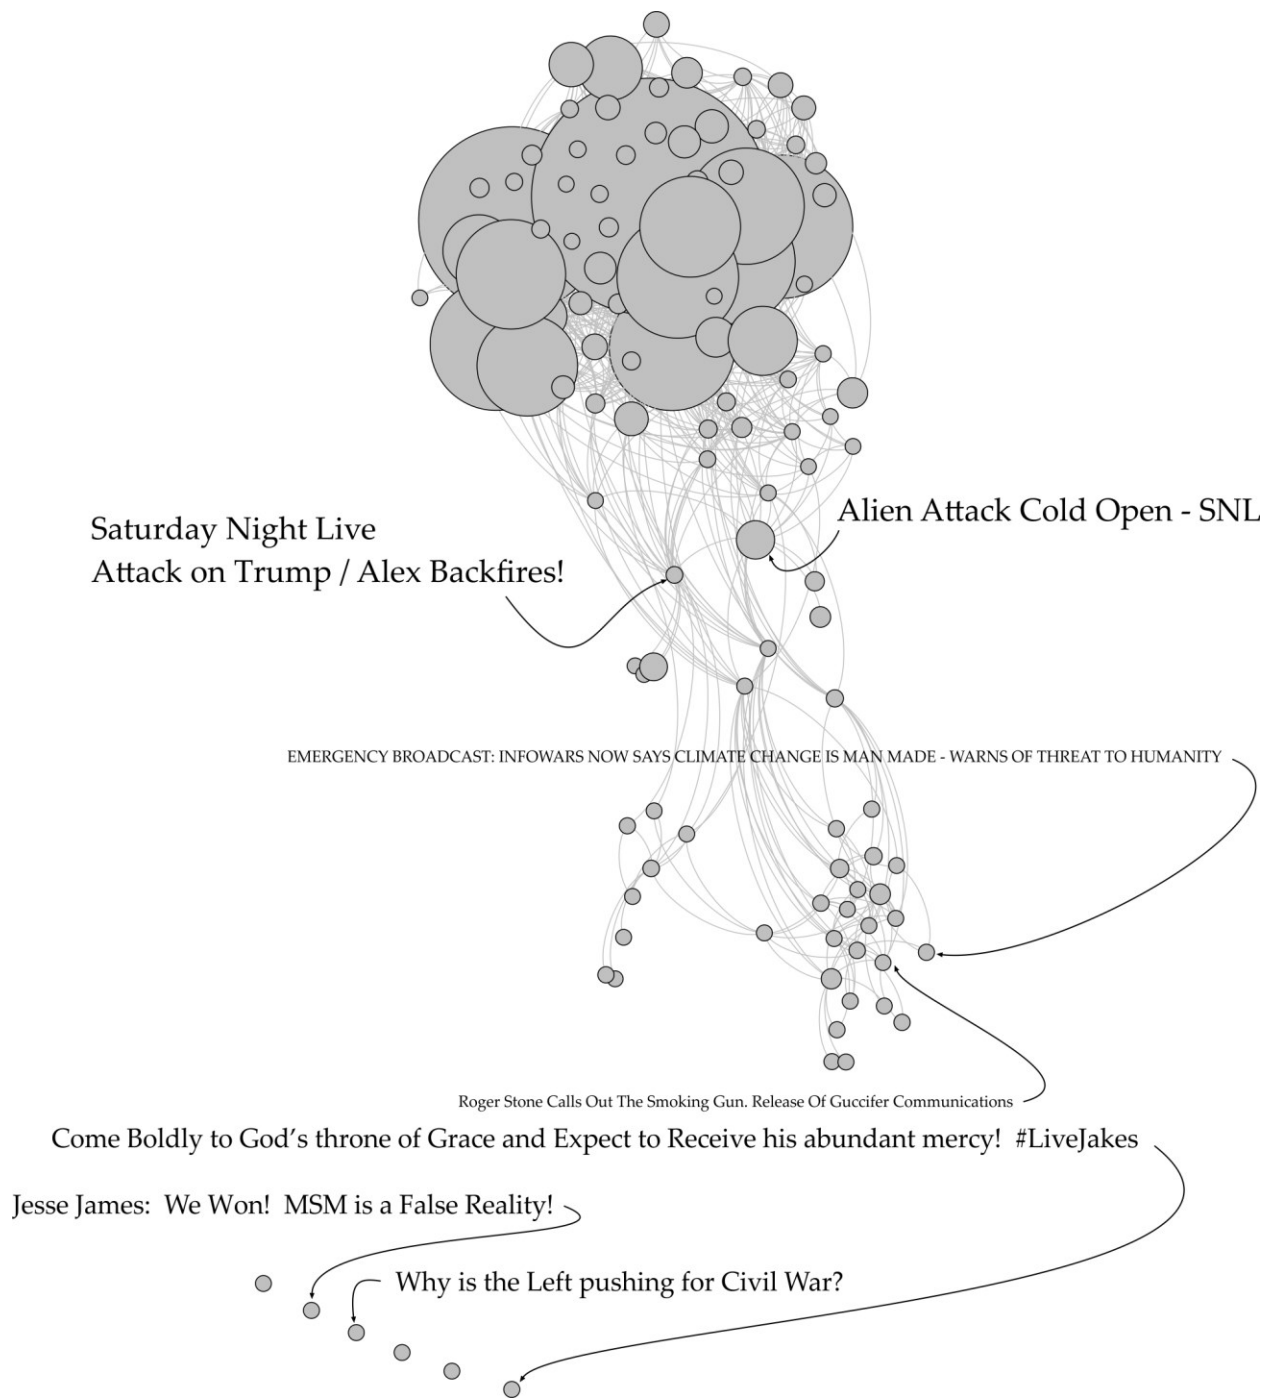 Alien Attack Cold Open - SNL
Saturday Night Live
Attack on Trump / Alex Backfires!
EMERGENCY BROADCAST: INFOWARS NOW SAYS CLIMATE CHANGE IS MAN MADE - WARNS OF THREAT TO HUMANITY
Roger Stone Calls Out The Smoking Gun. Release Of Guccifer Communications
Come Boldly to God's throne of Grace and Expect to Receive his abundant mercy!  #LiveJakes
Jesse James:  We Won!  MSM is a False Reality!
Why is the Left pushing for Civil War?